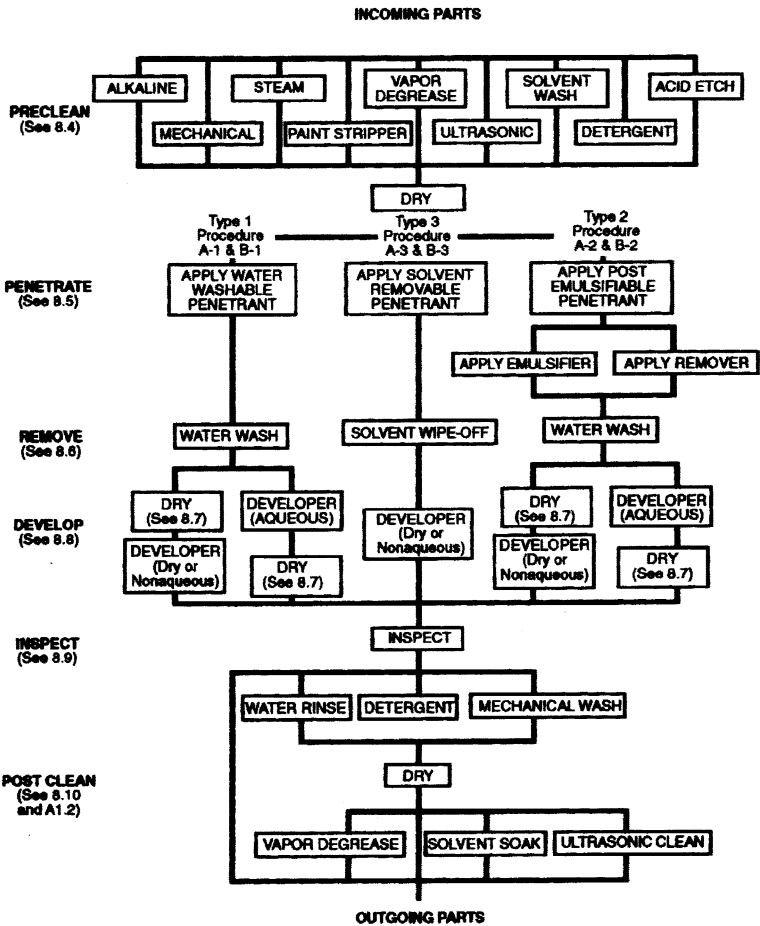 INCOMING PARTS
ALKALINE
STEAM
VAPOR
DEGREASE
SOLVENT
WASH
ACID ETCH
PRECLEAN
(See 8.4)
MECHANICAL
PAINT STRIPPER
ULTRASONIC
DETERGENT
DRY
Type 1
Procedure
A-1 & B-1
Type 3
Procedure
A-3 & B-3
Type 2
Procedure
A-2 & B-2
PENETRATE
(See 8.5)
APPLY WATER
WASHABLE
PENETRANT
APPLY SOLVENT
REMOVABLE
PENETRANT
APPLY POST
EMULSIFIABLE
PENETRANT
APPLY EMULSIFIER
APPLY REMOVER
REMOVE
(See 8.6)
WATER WASH
SOLVENT WIPE-OFF
WATER WASH
DEVELOP
(See 8.8)
DRY
(See 8.7)
DEVELOPER
(Dry or
Nonaqueous)
DEVELOPER
(AQUEOUS)
DRY
(See 8.7)
DEVELOPER
(Dry or
Nonaqueous)
DRY
(See 8.7)
DEVELOPER
(Dry or
Nonaqueous)
DEVELOPER
(AQUEOUS)
DRY
(See 8.7)
INSPECT
(See 8.9)
INSPECT
WATER RINSE
DETERGENT
MECHANICAL WASH
POST CLEAN
(See 8.10
and A1.2)
DRY
VAPOR DEGREASE
SOLVENT SOAK
ULTRASONIC CLEAN
OUTGOING PARTS